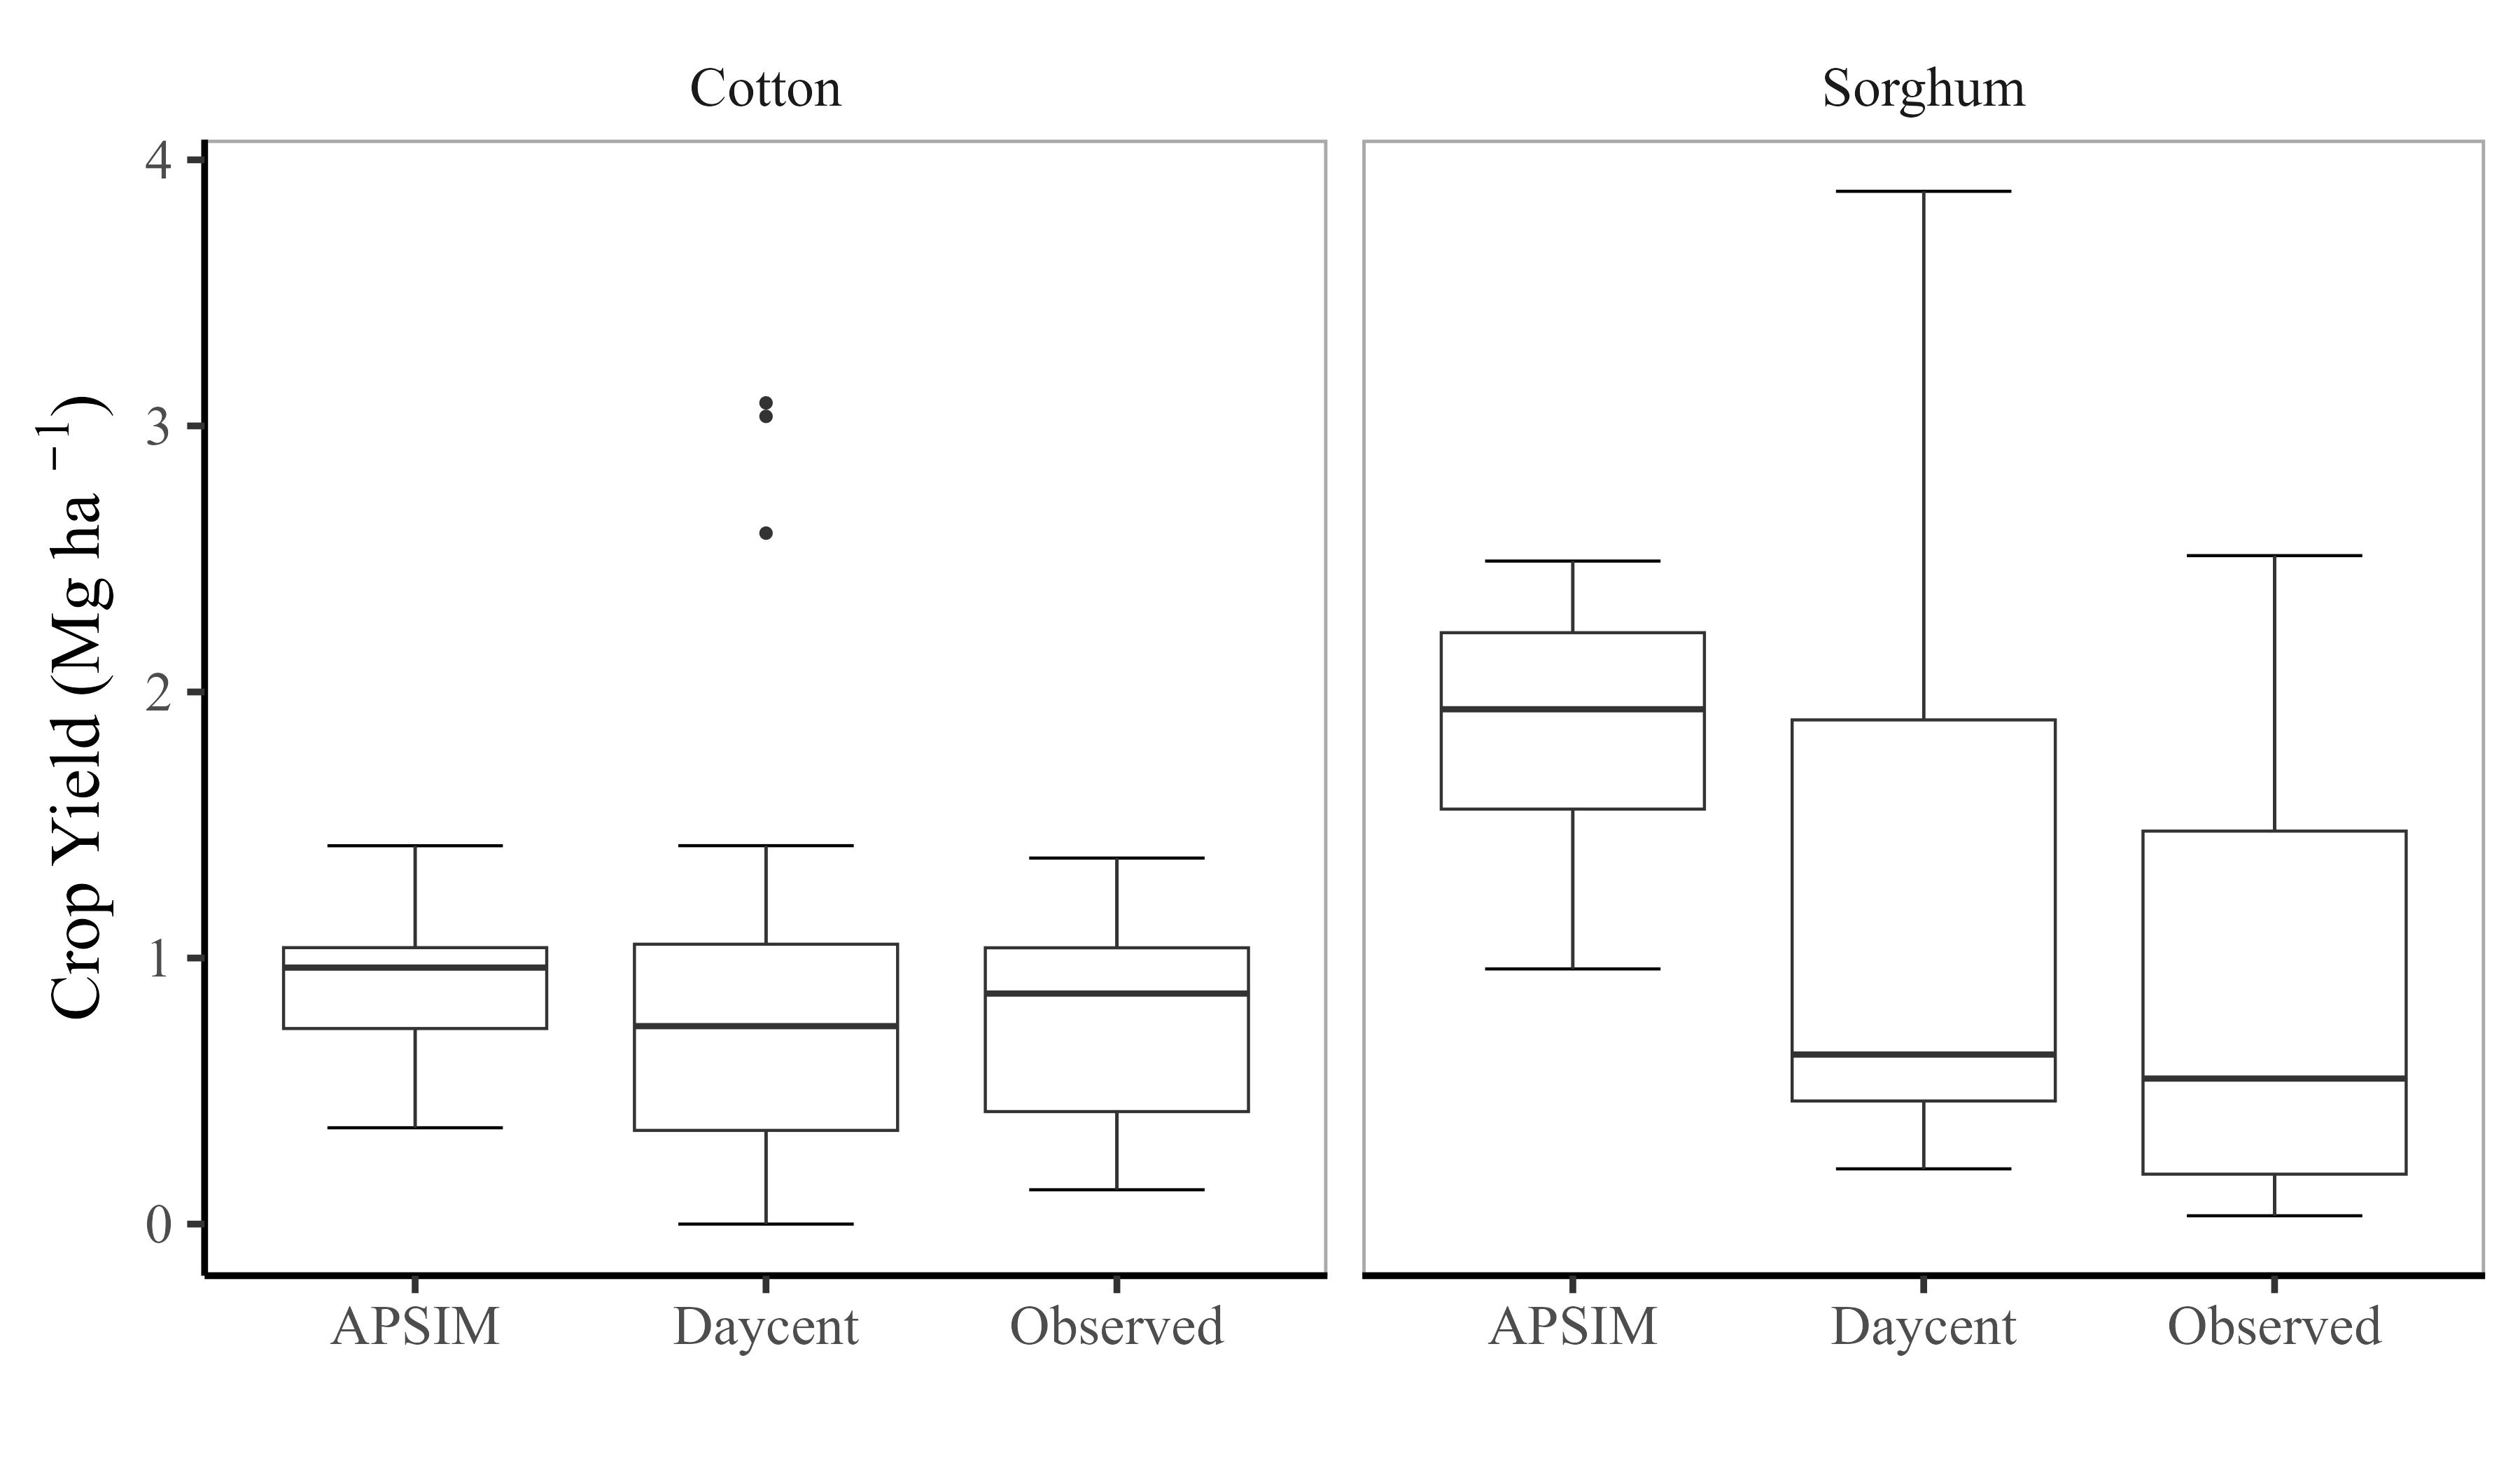 Cotton
Sorghum
Crop Yield (Mg ha⁻¹)
4
3
2
1
0
APSIM Daycent Observed
APSIM Daycent Observed